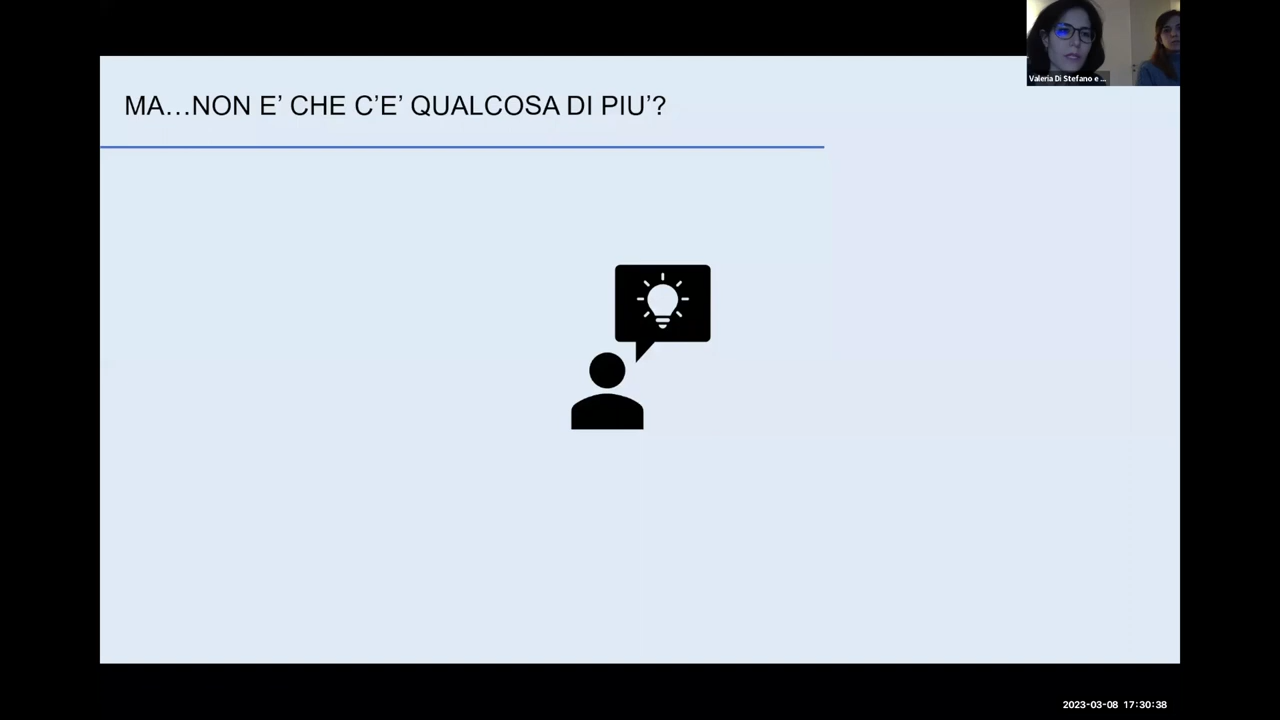 Valeria Di Stefano e ...
MA...NON E’ CHE C’E’ QUALCOSA DI PIU’?
2023-03-08 17:30:38